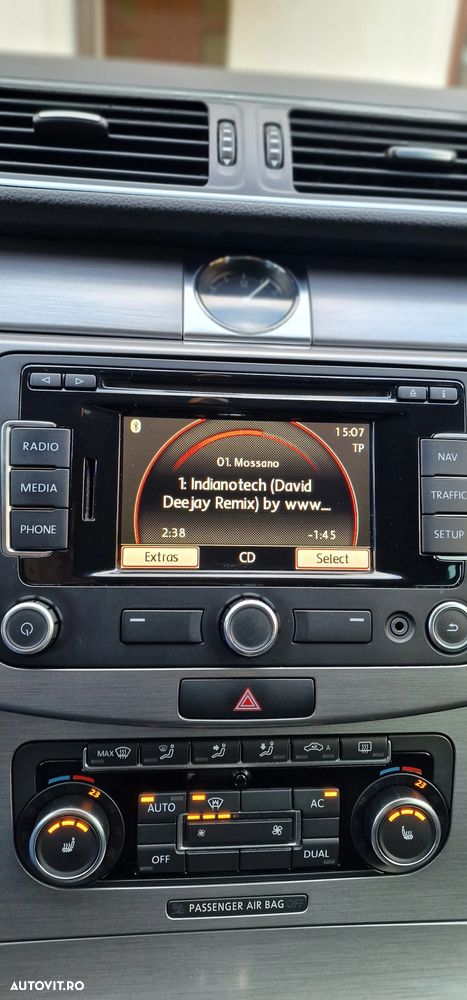 RADIO
MEDIA
PHONE
NAV
TRAFFIC
SETUP
15:07
TP
01. Mossano
1: Indianotech (David
Deejay Remix) by www....
2:38
-1:45
Extras
CD
Select
MAX
A
23
23
AUTO
AC
OFF
DUAL
PASSENGER AIR BAG OFF
AUTOVIT.RO